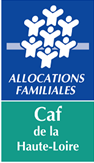 ALLOCATIONS
FAMILIALES
Caf
de la
Haute-Loire